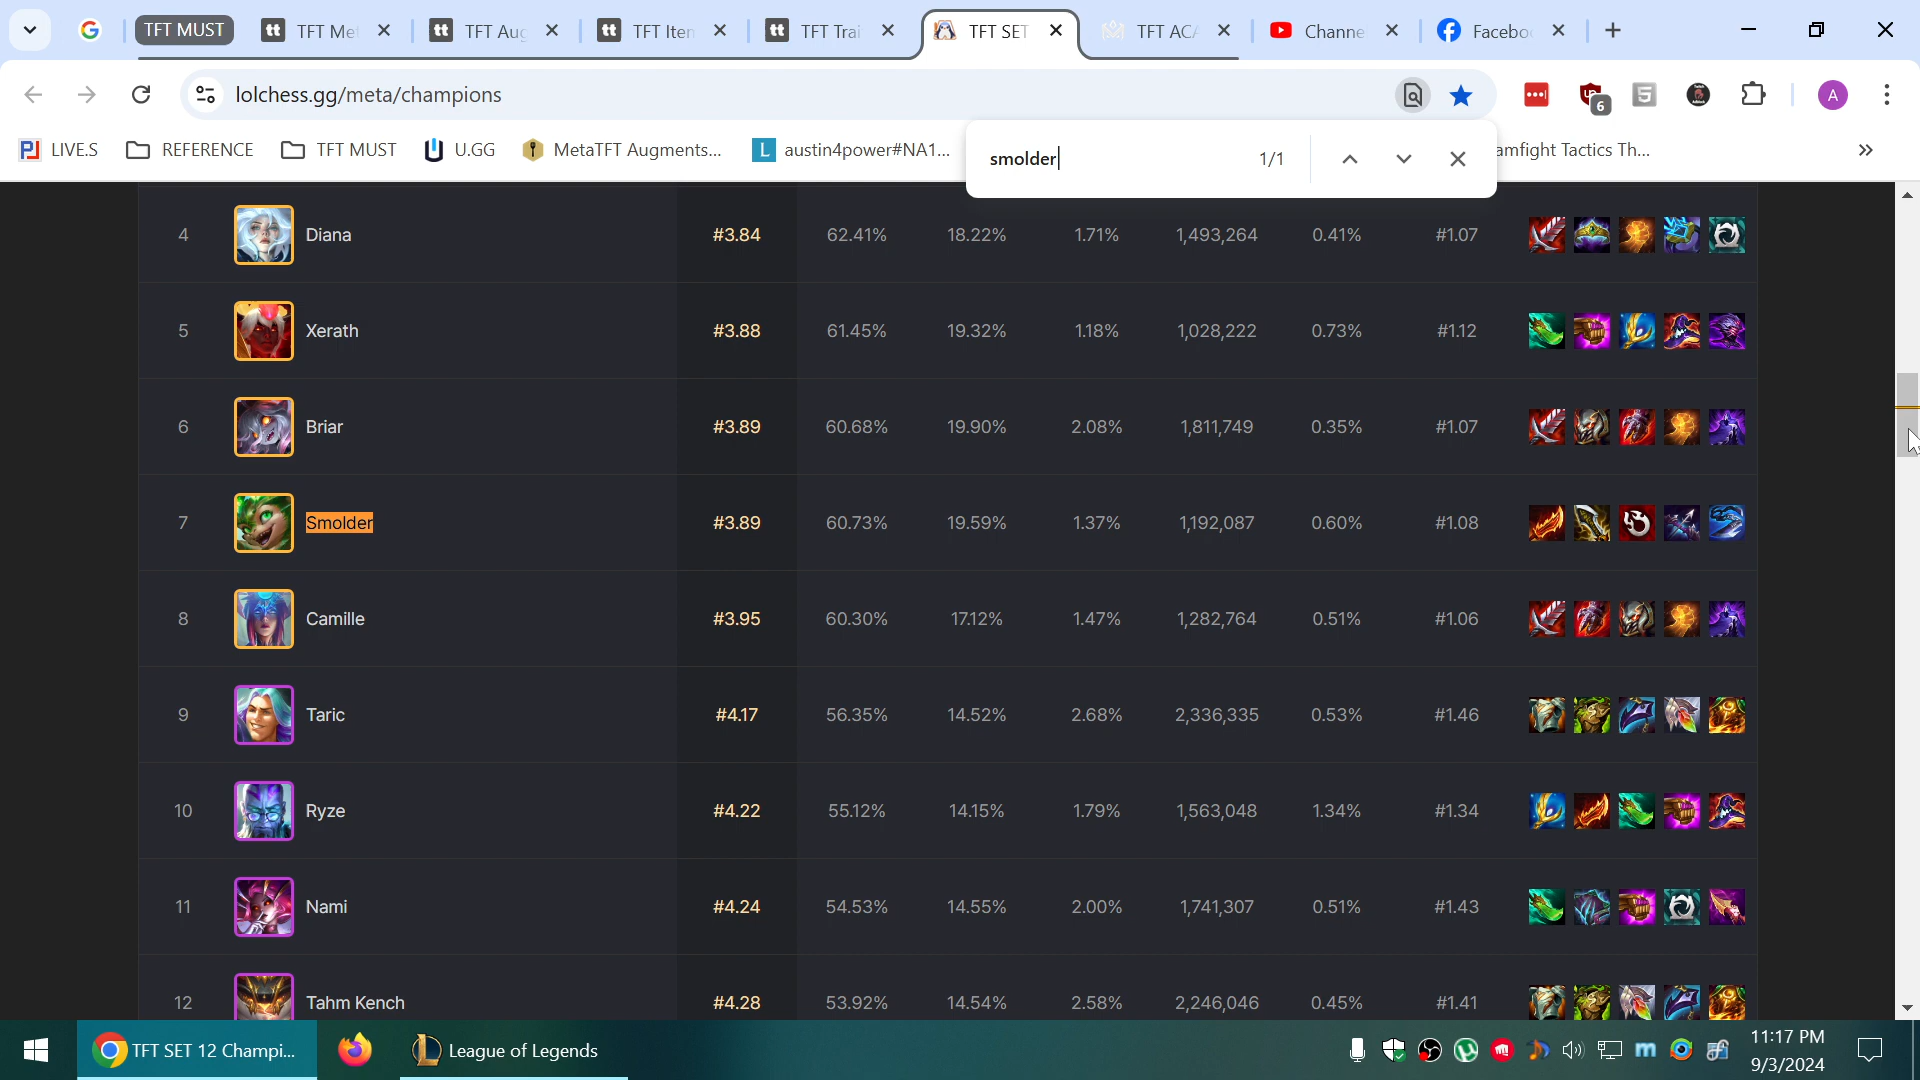 TFT MUST
TFT Me
TFT Aug
TFT Iter
TFT Trai
TFT SET
TFT AC
Channe
Facebo
lolchess.gg/meta/champions
6
A
LIVE.S
REFERENCE
TFT MUST
U.GG
MetaTFT Augments...
austin4power#NA1...
amfight Tactics Th...
smolder
1/1
4 Diana #3.84 62.41% 18.22% 1.71% 1,493,264 0.41% #1.07
5 Xerath #3.88 61.45% 19.32% 1.18% 1,028,222 0.73% #1.12
6 Briar #3.89 60.68% 19.90% 2.08% 1,811,749 0.35% #1.07
7 Smolder #3.89 60.73% 19.59% 1.37% 1,192,087 0.60% #1.08
8 Camille #3.95 60.30% 17.12% 1.47% 1,282,764 0.51% #1.06
9 Taric #4.17 56.35% 14.52% 2.68% 2,336,335 0.53% #1.46
10 Ryze #4.22 55.12% 14.15% 1.79% 1,563,048 1.34% #1.34
11 Nami #4.24 54.53% 14.55% 2.00% 1,741,307 0.51% #1.43
12 Tahm Kench #4.28 53.92% 14.54% 2.58% 2,246,046 0.45% #1.41
TFT SET 12 Champi...
League of Legends
11:17 PM
9/3/2024